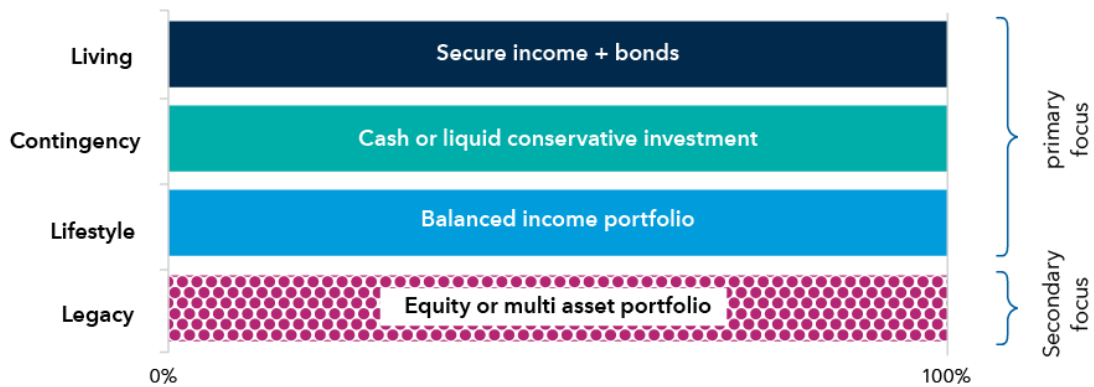 Living
Secure income + bonds
Contingency
Cash or liquid conservative investment
Lifestyle
Balanced income portfolio
Legacy
Equity or multi asset portfolio
0%
100%
primary
focus
Secondary
focus